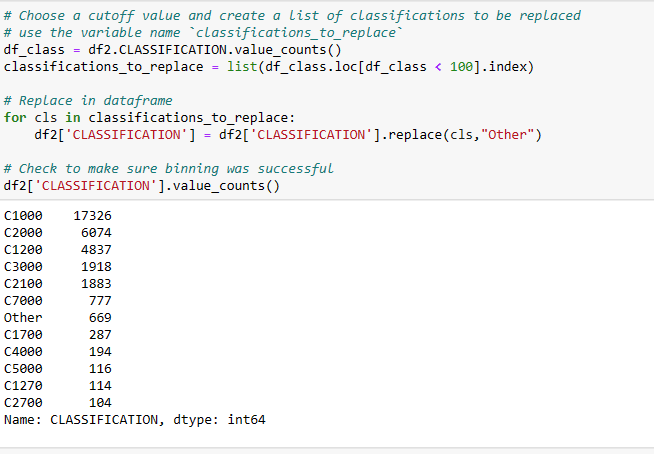 # Choose a cutoff value and create a list of classifications to be replaced
# use the variable name `classifications_to_replace`
df_class = df2.CLASSIFICATION.value_counts()
classifications_to_replace = list(df_class.loc[df_class < 100].index)
# Replace in dataframe
for cls in classifications_to_replace:
    df2['CLASSIFICATION'] = df2['CLASSIFICATION'].replace(cls,"Other")
# Check to make sure binning was successful
df2['CLASSIFICATION'].value_counts()
C1000    17326
C2000     6074
C1200     4837
C3000     1918
C2100     1883
C7000      777
Other      669
C1700      287
C4000      194
C5000      116
C1270      114
C2700      104
Name: CLASSIFICATION, dtype: int64